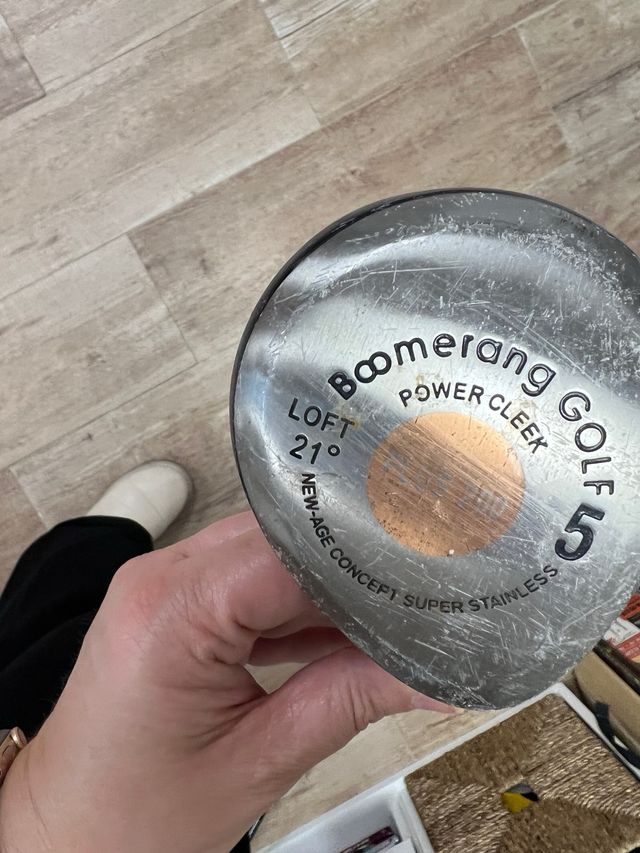 Boomerang GOLF
POWER CLEEK
LOFT
21°
5
NEW-AGE CONCEPT SUPER STAINLESS